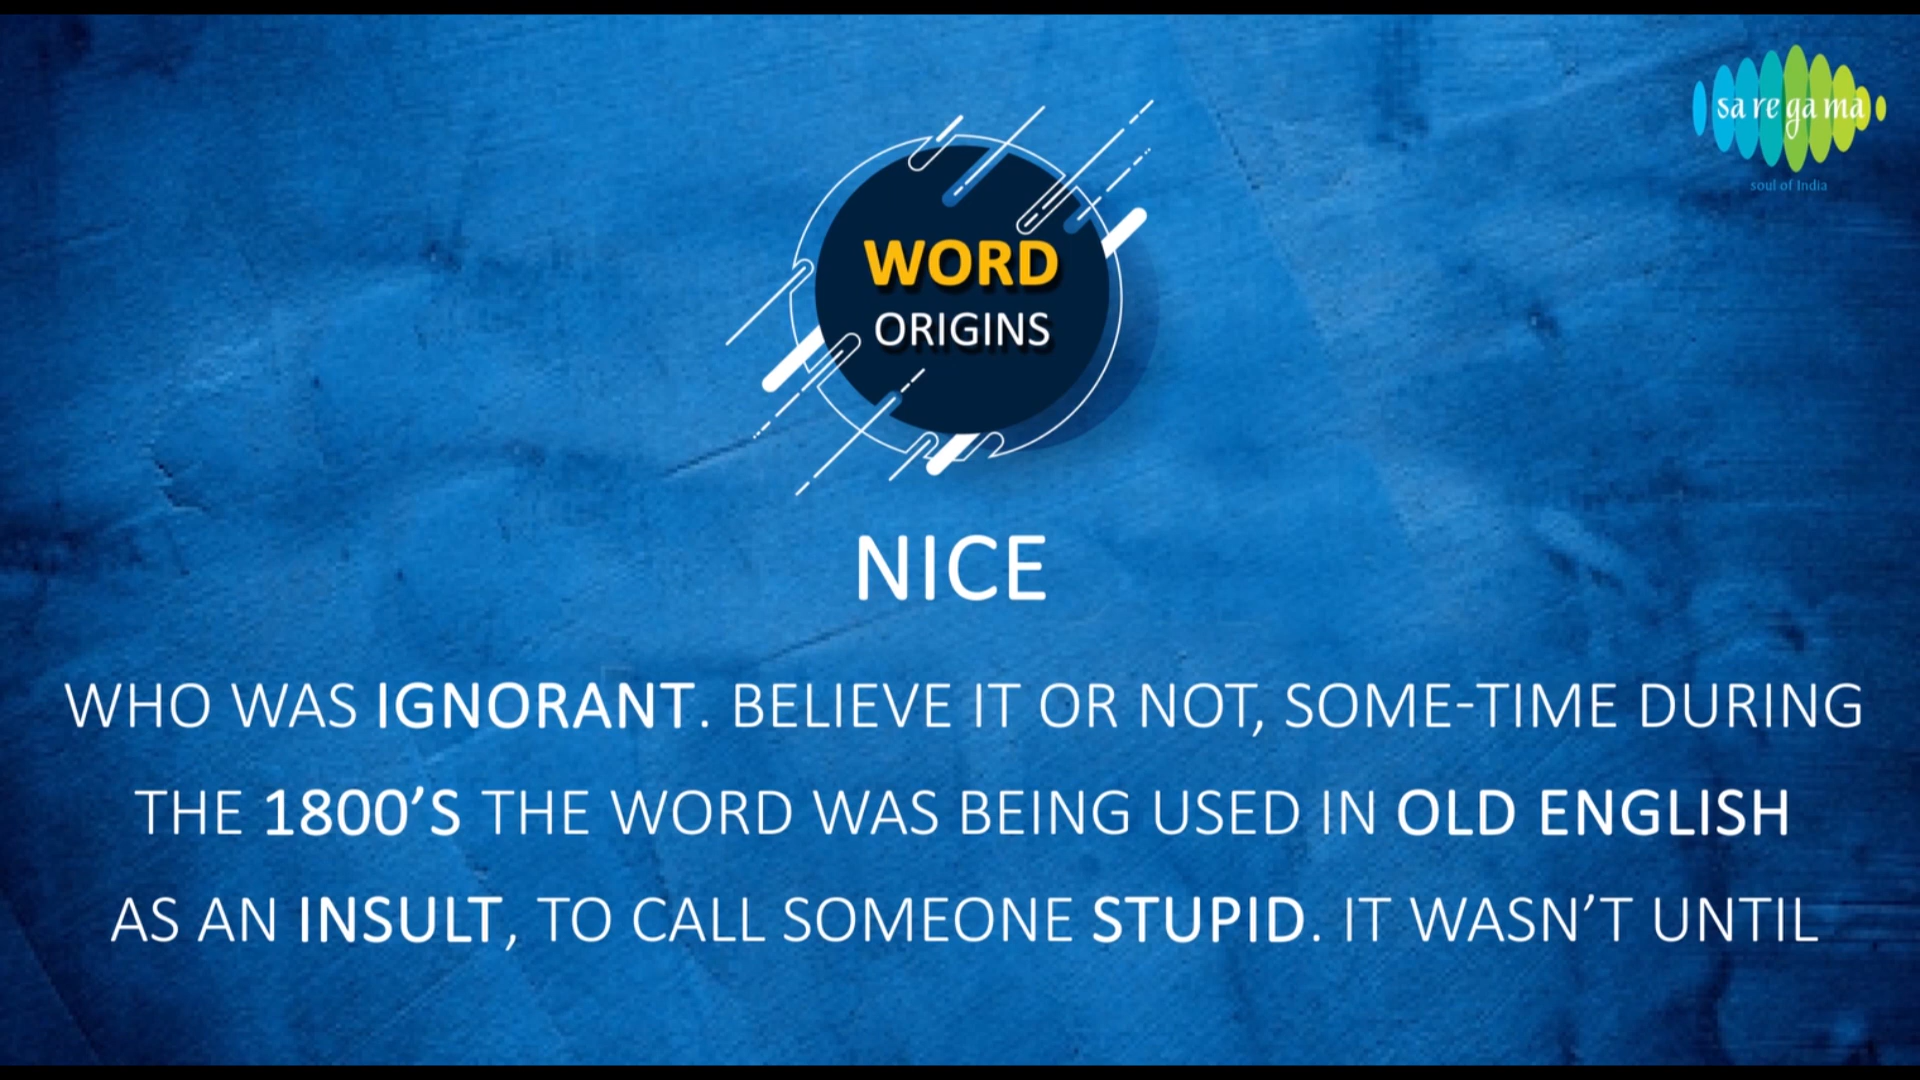 sa re ga ma
soul of India
WORD
ORIGINS
NICE
WHO WAS IGNORANT. BELIEVE IT OR NOT, SOME-TIME DURING
THE 1800’S THE WORD WAS BEING USED IN OLD ENGLISH
AS AN INSULT, TO CALL SOMEONE STUPID. IT WASN’T UNTIL